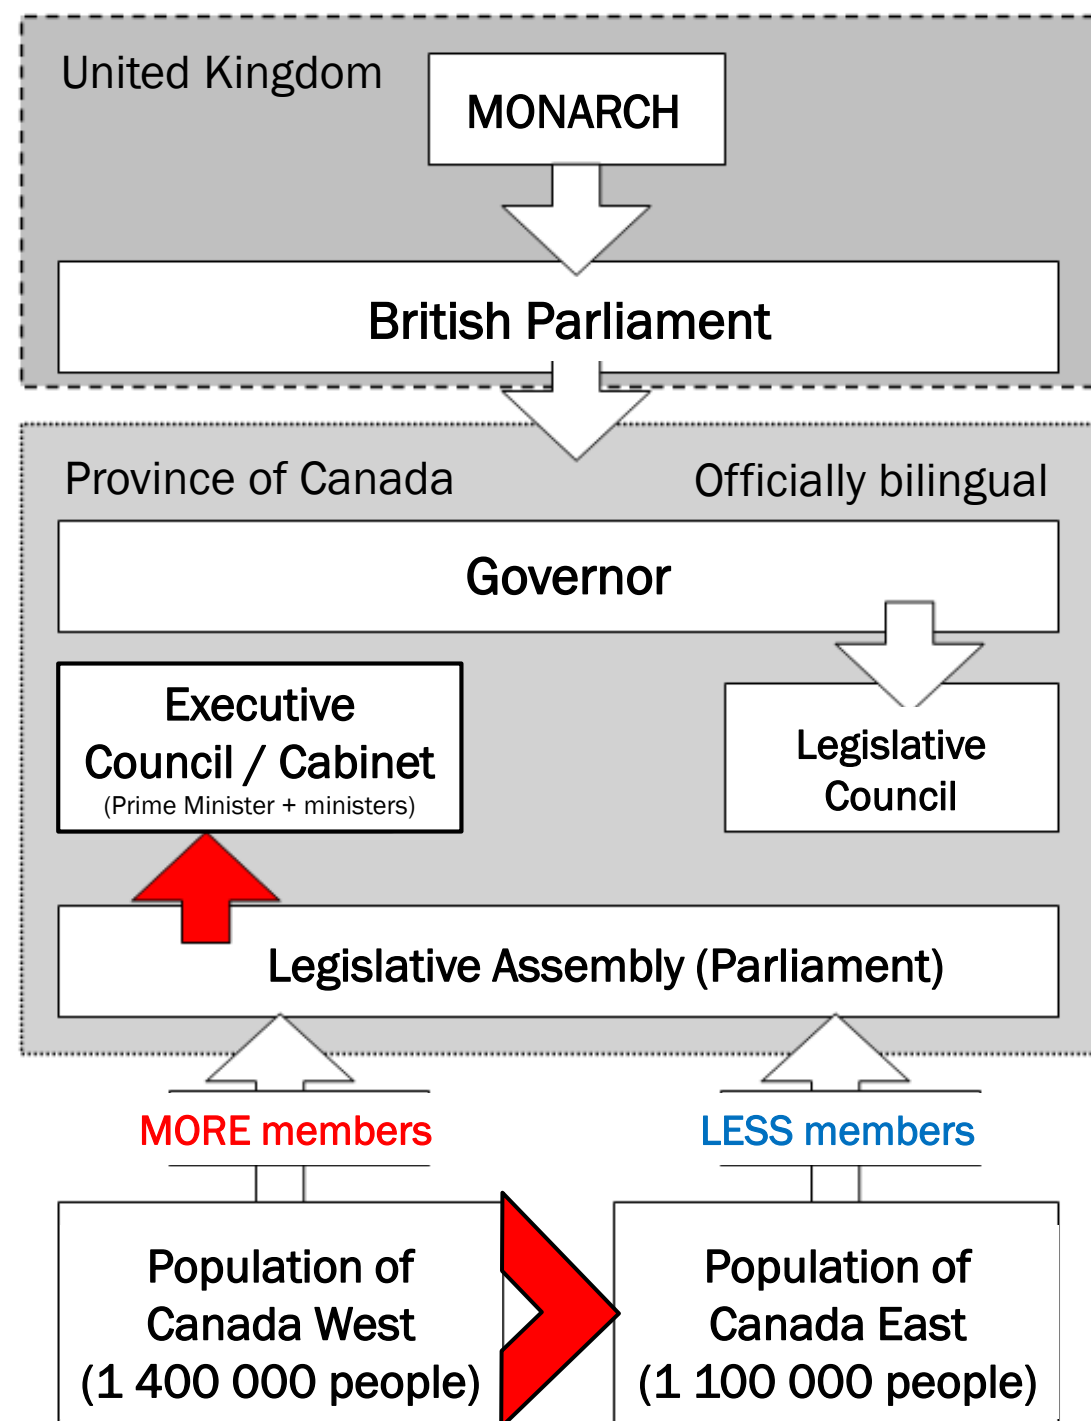 United Kingdom
MONARCH
British Parliament
Province of Canada
Officially bilingual
Governor
Executive
Council / Cabinet
(Prime Minister + ministers)
Legislative
Council
Legislative Assembly (Parliament)
MORE members
LESS members
Population of
Canada West
(1 400 000 people)
Population of
Canada East
(1 100 000 people)